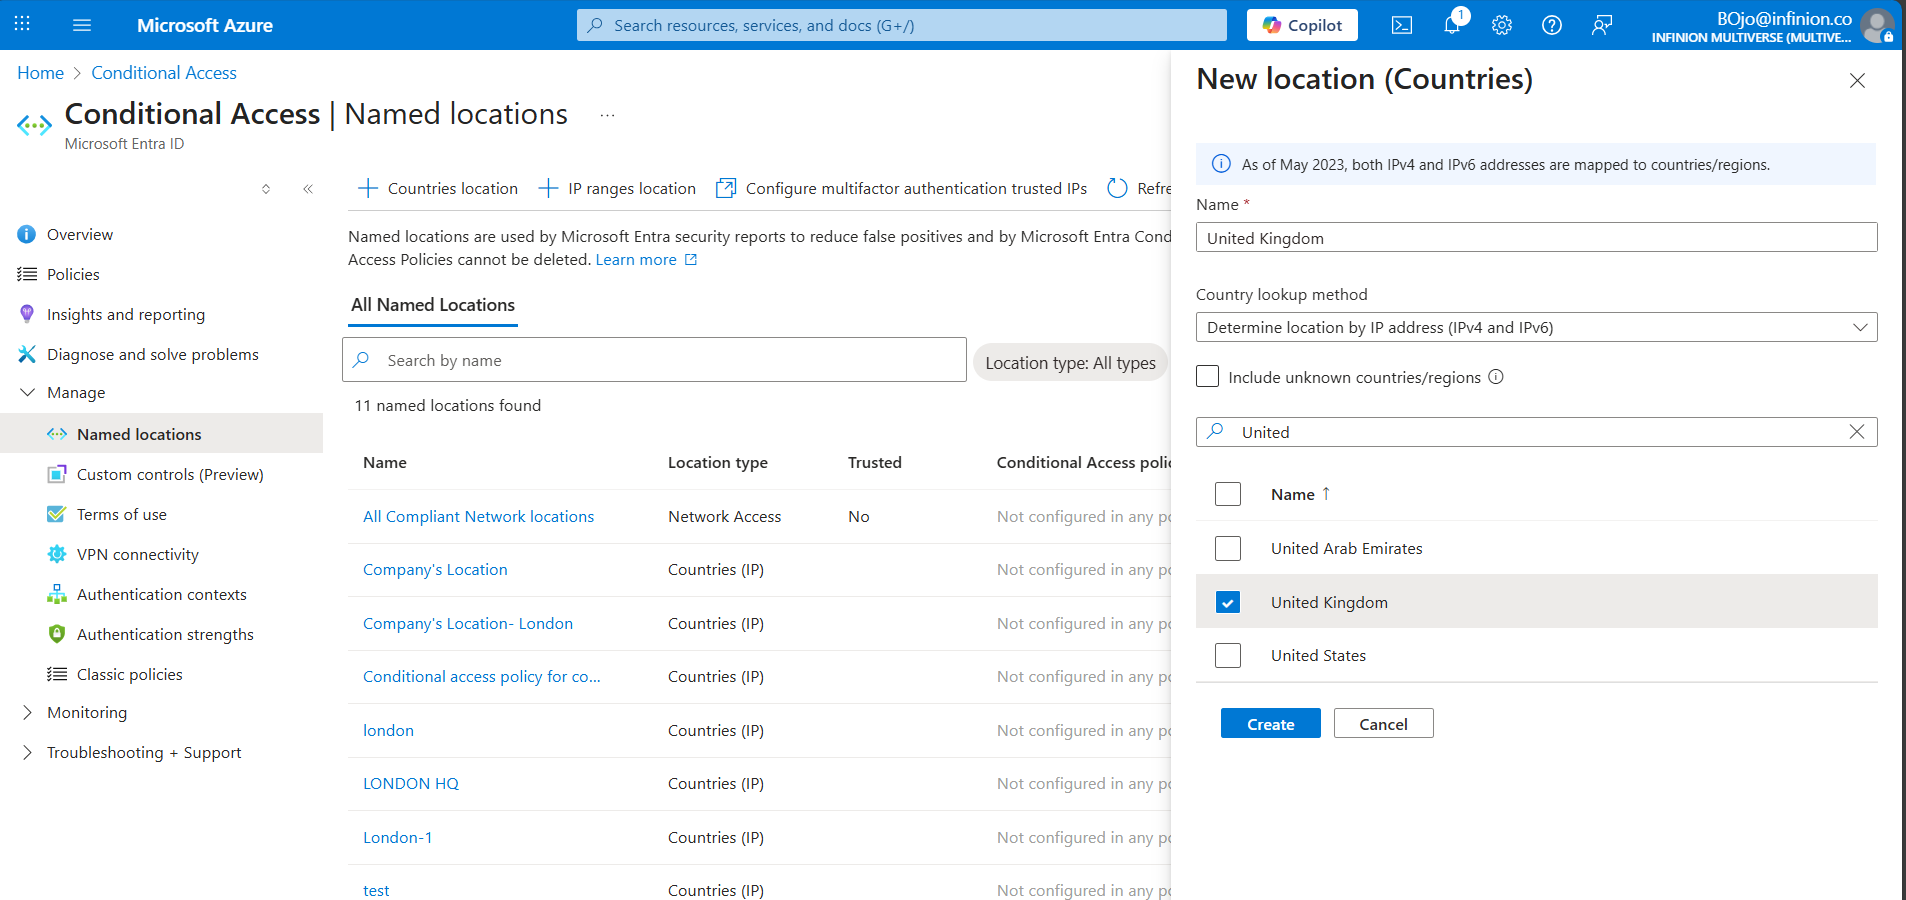 Microsoft Azure
Search resources, services, and docs (G+/)
Copilot
1
BOjo@infinion.co
INFINION MULTIVERSE (MULTIVE...
Home > Conditional Access
Conditional Access | Named locations ...
Microsoft Entra ID
Overview
Policies
Insights and reporting
Diagnose and solve problems
Manage
Named locations
Custom controls (Preview)
Terms of use
VPN connectivity
Authentication contexts
Authentication strengths
Classic policies
Monitoring
Troubleshooting + Support
Countries location
IP ranges location
Configure multifactor authentication trusted IPs
Refre
Named locations are used by Microsoft Entra security reports to reduce false positives and by Microsoft Entra Cond
Access Policies cannot be deleted. Learn more
All Named Locations
Search by name
Location type: All types
11 named locations found
Name Location type Trusted Conditional Access polic
All Compliant Network locations Network Access No Not configured in any po
Company's Location Countries (IP) Not configured in any po
Company's Location- London Countries (IP) Not configured in any po
Conditional access policy for co... Countries (IP) Not configured in any po
london Countries (IP) Not configured in any po
LONDON HQ Countries (IP) Not configured in any po
London-1 Countries (IP) Not configured in any po
test Countries (IP) Not configured in any po
New location (Countries)
As of May 2023, both IPv4 and IPv6 addresses are mapped to countries/regions.
Name *
United Kingdom
Country lookup method
Determine location by IP address (IPv4 and IPv6)
Include unknown countries/regions
United
Name ↑
United Arab Emirates
United Kingdom
United States
Create
Cancel